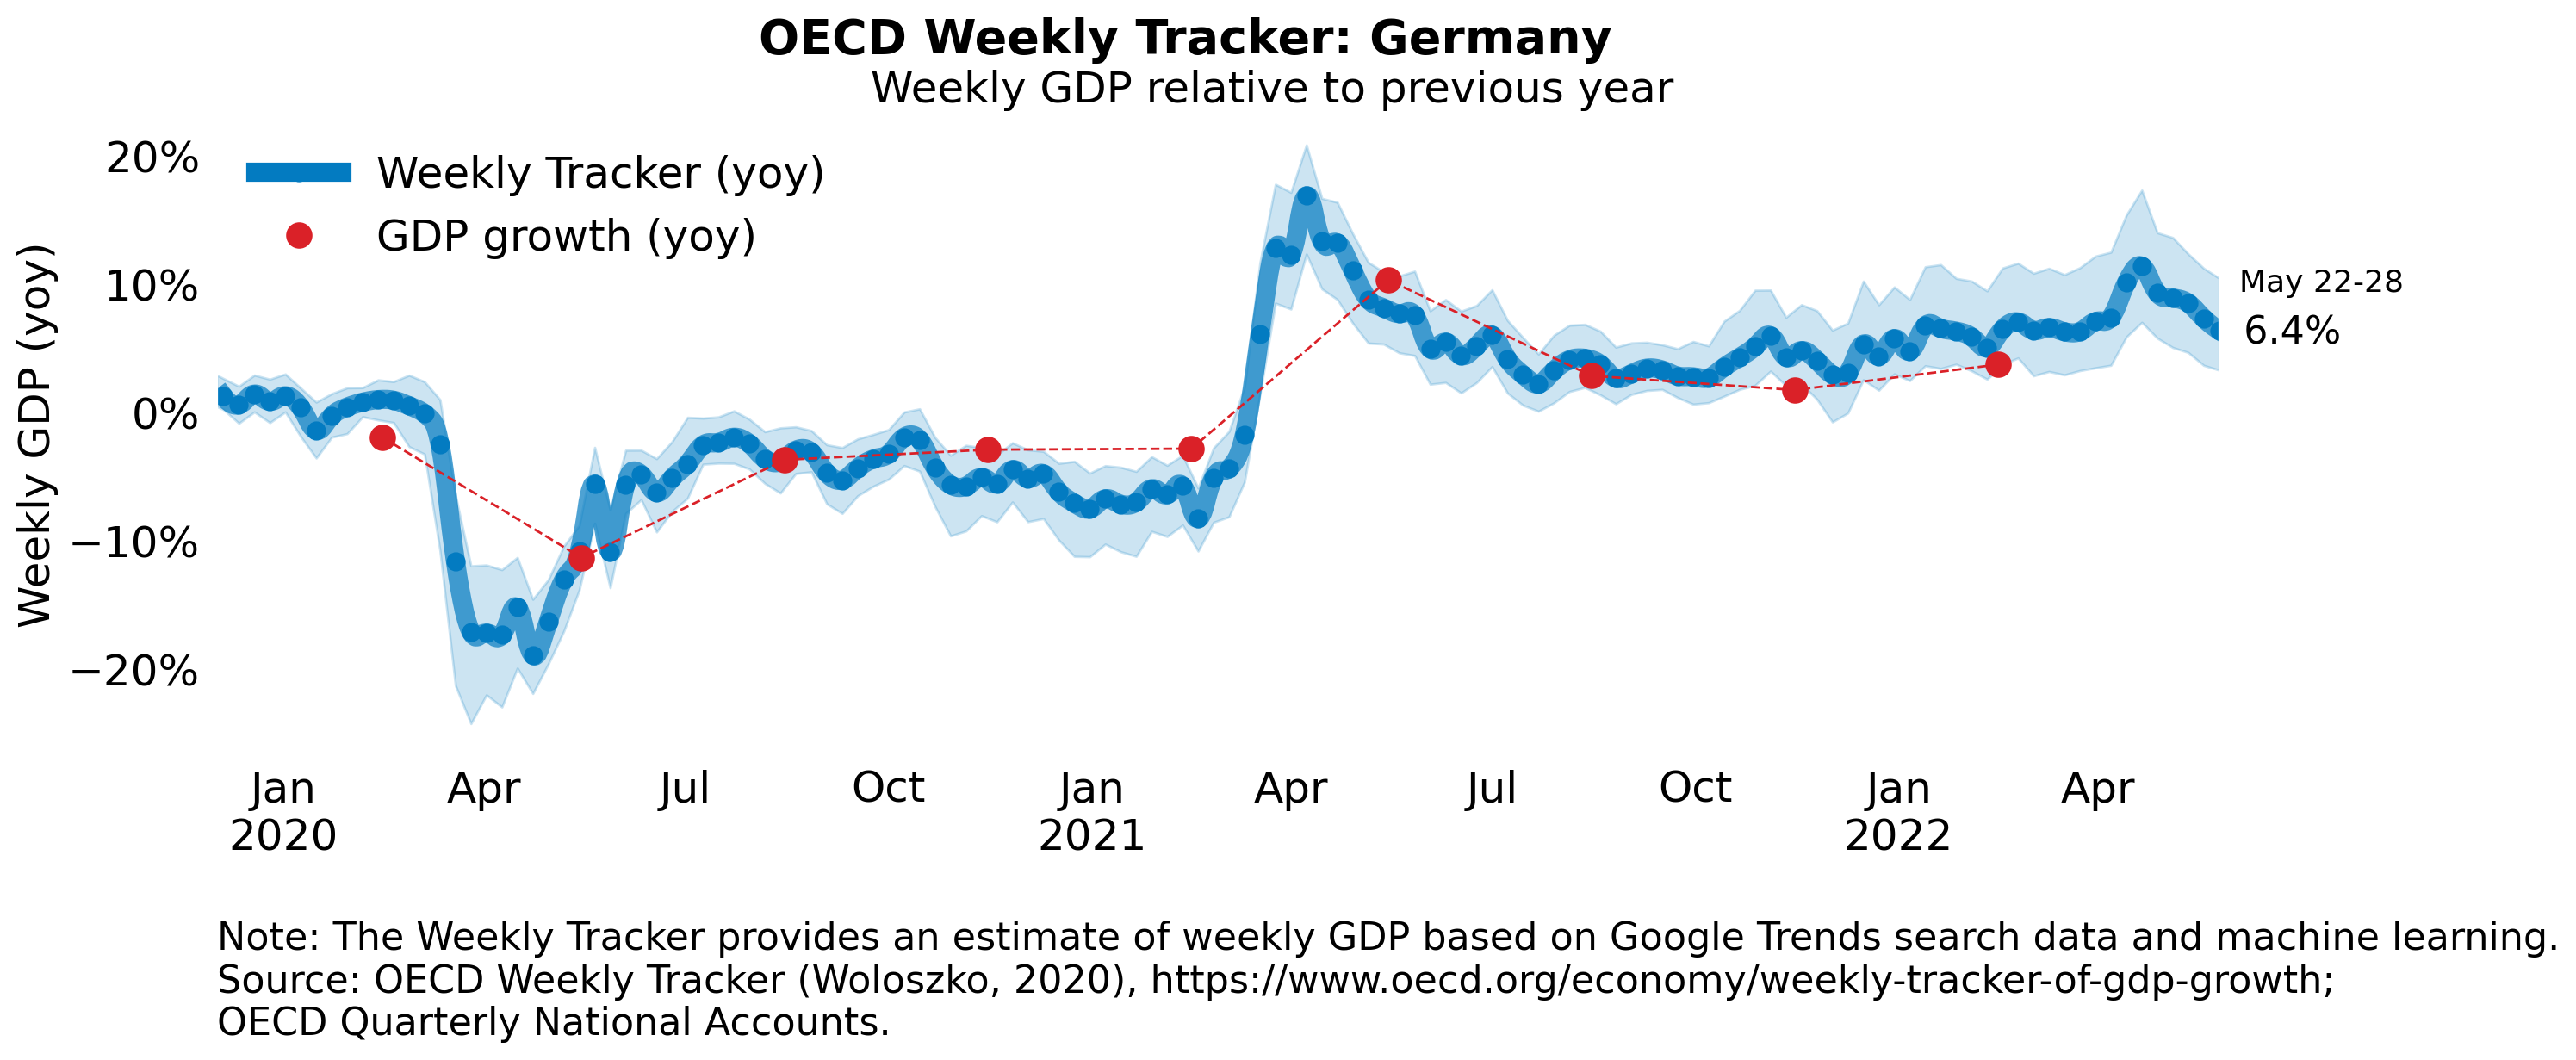 OECD Weekly Tracker: Germany
Weekly GDP relative to previous year
Weekly GDP (yoy)
20%
10%
0%
−10%
−20%
Weekly Tracker (yoy)
GDP growth (yoy)
May 22-28
6.4%
Jan Apr Jul Oct Jan Apr Jul Oct Jan Apr
2020 2021 2022
Note: The Weekly Tracker provides an estimate of weekly GDP based on Google Trends search data and machine learning.
Source: OECD Weekly Tracker (Woloszko, 2020), https://www.oecd.org/economy/weekly-tracker-of-gdp-growth;
OECD Quarterly National Accounts.